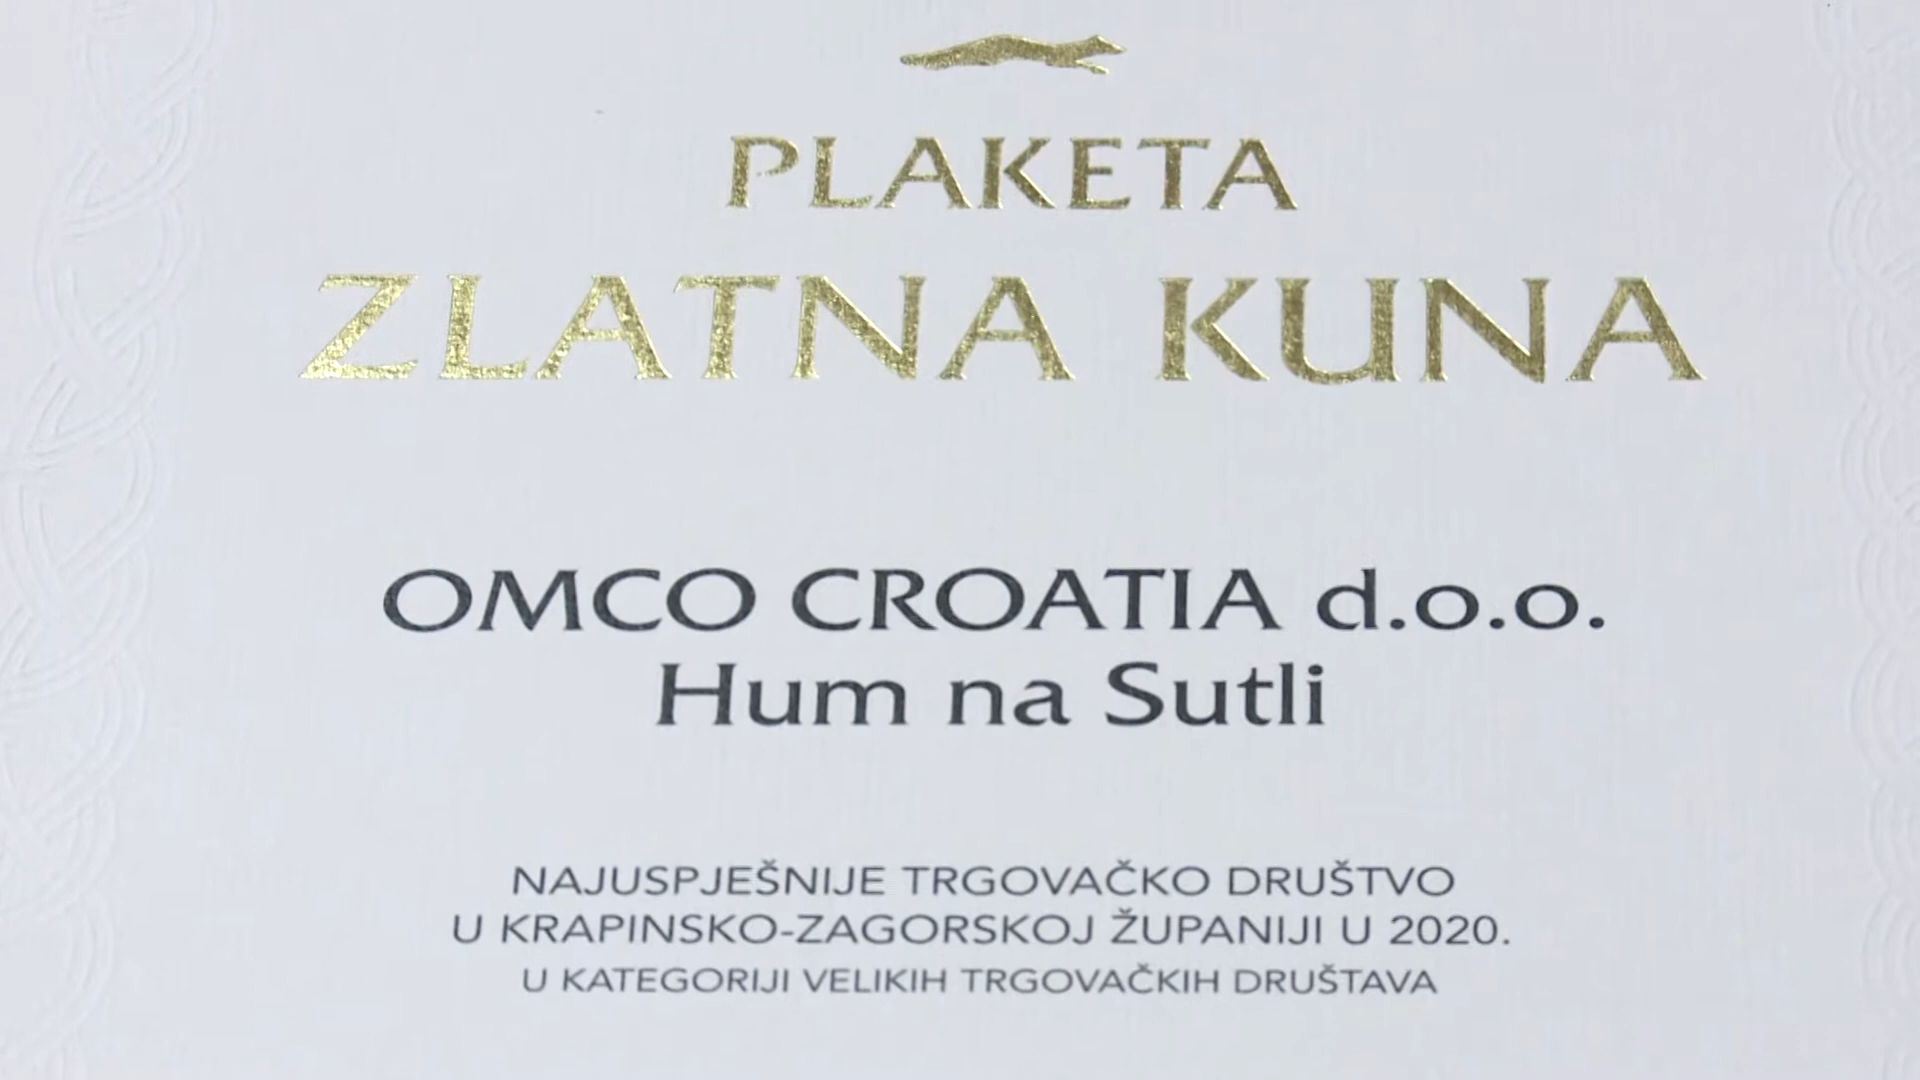 PLAKETA
ZLATNA KUNA
OMCO CROATIA d.o.o.
Hum na Sutli
NAJUSPJEŠNIJE TRGOVAČKO DRUŠTVO
U KRAPINSKO-ZAGORSKOJ ŽUPANIJI U 2020.
U KATEGORIJI VELIKIH TRGOVAČKIH DRUŠTAVA